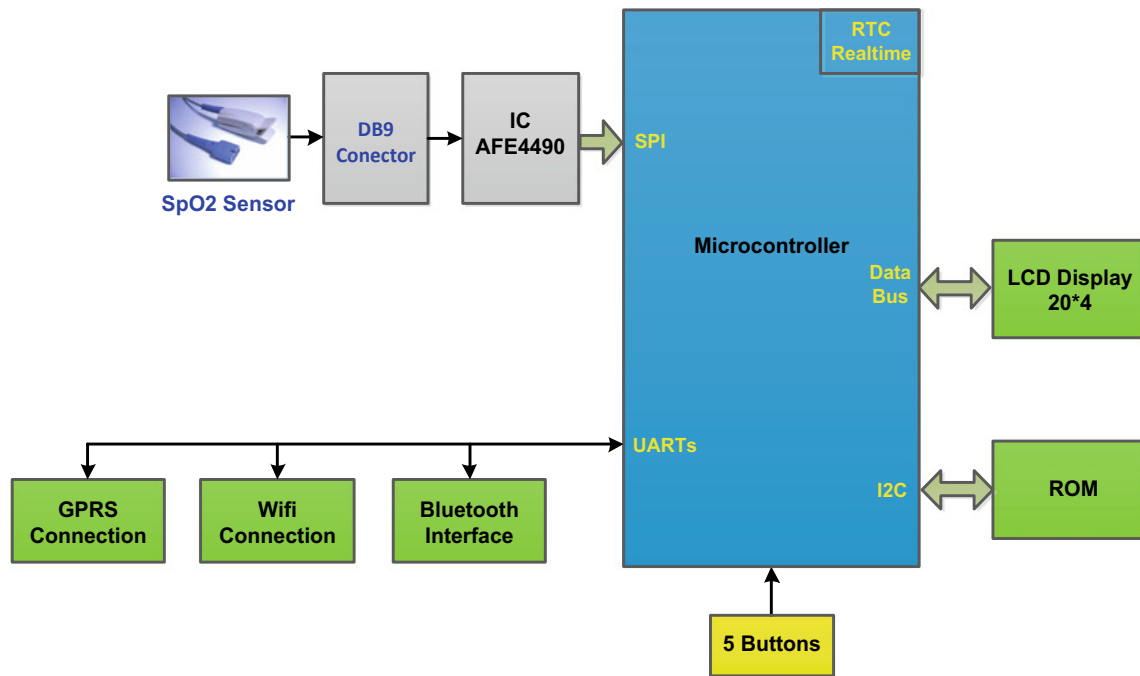 RTC
Realtime
SpO2 Sensor
DB9
Conector
IC
AFE4490
SPI
Microcontroller
Data
Bus
LCD Display
20*4
UARTs
I2C
ROM
GPRS
Connection
Wifi
Connection
Bluetooth
Interface
5 Buttons